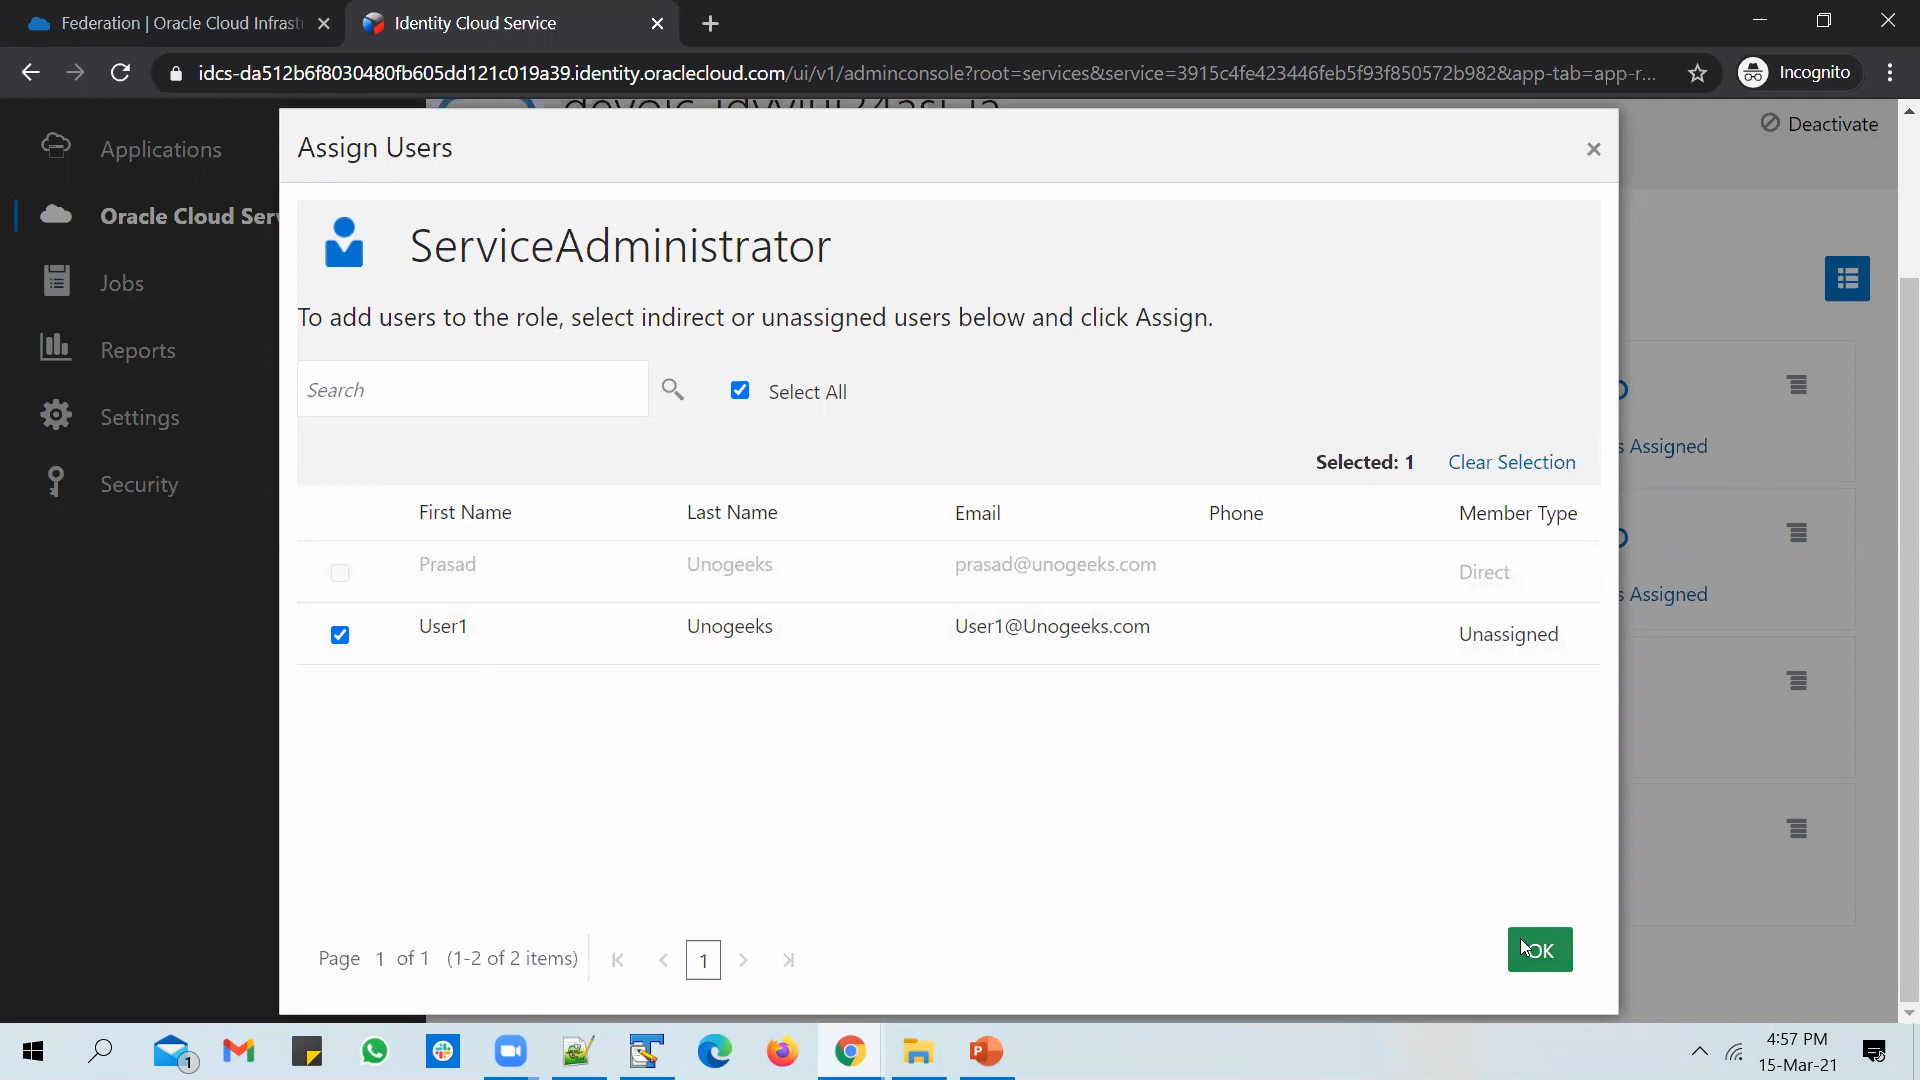 Federation | Oracle Cloud Infrast
Identity Cloud Service
idcs-da512b6f8030480fb605dd121c019a39.identity.oraclecloud.com/ui/v1/adminconsole?root=services&service=3915c4fe423446feb5f93f850572b982&app-tab=app-r...
Incognito
Deactivate
Applications
Oracle Cloud Serv
Jobs
Reports
Settings
Security
Assign Users
ServiceAdministrator
To add users to the role, select indirect or unassigned users below and click Assign.
Search
Select All
Selected: 1 Clear Selection
First Name Last Name Email Phone Member Type
Prasad Unogeeks prasad@unogeeks.com Direct
User1 Unogeeks User1@Unogeeks.com Unassigned
s Assigned
s Assigned
Page 1 of 1 (1-2 of 2 items) 1
OK
1
4:57 PM
15-Mar-21